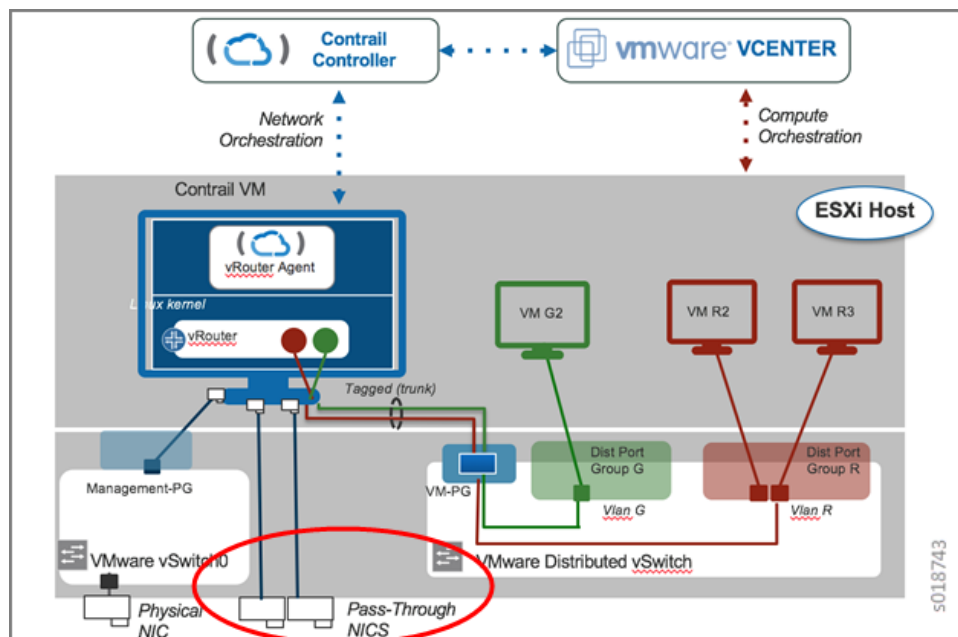 Contrail
Controller
vmware® VCENTER
Network
Orchestration
Compute
Orchestration
Contrail VM
ESXi Host
vRouter Agent
Linux kernel
vRouter
VM G2
VM R2
VM R3
Tagged (trunk)
Dist Port
Group G
Dist Port
Group R
Management-PG
VM-PG
Vlan G
Vlan R
VMware vSwitch0
VMware Distributed vSwitch
Physical
NIC
Pass-Through
NICS
s018743